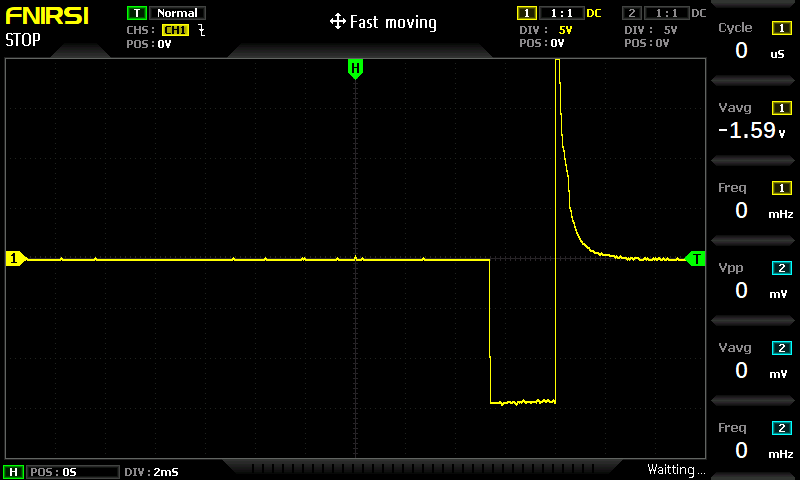 FNIRSI
STOP
T Normal
CHS: CH1
POS: 0V
Fast moving
1 1:1 DC
DIV: 5V
POS: 0V
2 1:1 DC
DIV: 5V
POS: 0V
H
1
T
Cycle 1
0 uS
Vavg 1
-1.59 V
Freq 1
0 mHz
Vpp 2
0 mV
Vavg 2
0 mV
Freq 2
0 mHz
H POS: 0S DIV: 2mS
Waitting...